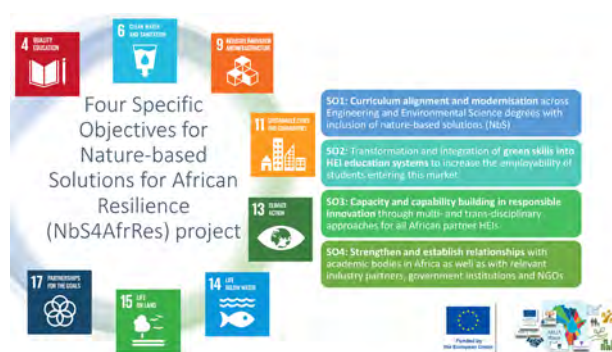 4 QUALITY
EDUCATION
6 CLEAN WATER
AND SANITATION
9 INDUSTRY, INNOVATION
AND INFRASTRUCTURE
11 SUSTAINABLE CITIES
AND COMMUNITIES
13 CLIMATE
ACTION
14 LIFE
BELOW WATER
15 LIFE
ON LAND
17 PARTNERSHIPS
FOR THE GOALS
Four Specific
Objectives for
Nature-based
Solutions for African
Resilience
(NbS4AfrRes) project
SO1: Curriculum alignment and modernisation across
Engineering and Environmental Science degrees with
inclusion of nature-based solutions (NbS)
SO2: Transformation and integration of green skills into
HEI education systems to increase the employability of
students entering this market
SO3: Capacity and capability building in responsible
innovation through multi- and trans-disciplinary
approaches for all African partner HEIs
SO4: Strengthen and establish relationships with
academic bodies in Africa as well as with relevant
industry partners, government institutions and NGOs
Funded by
the European Union